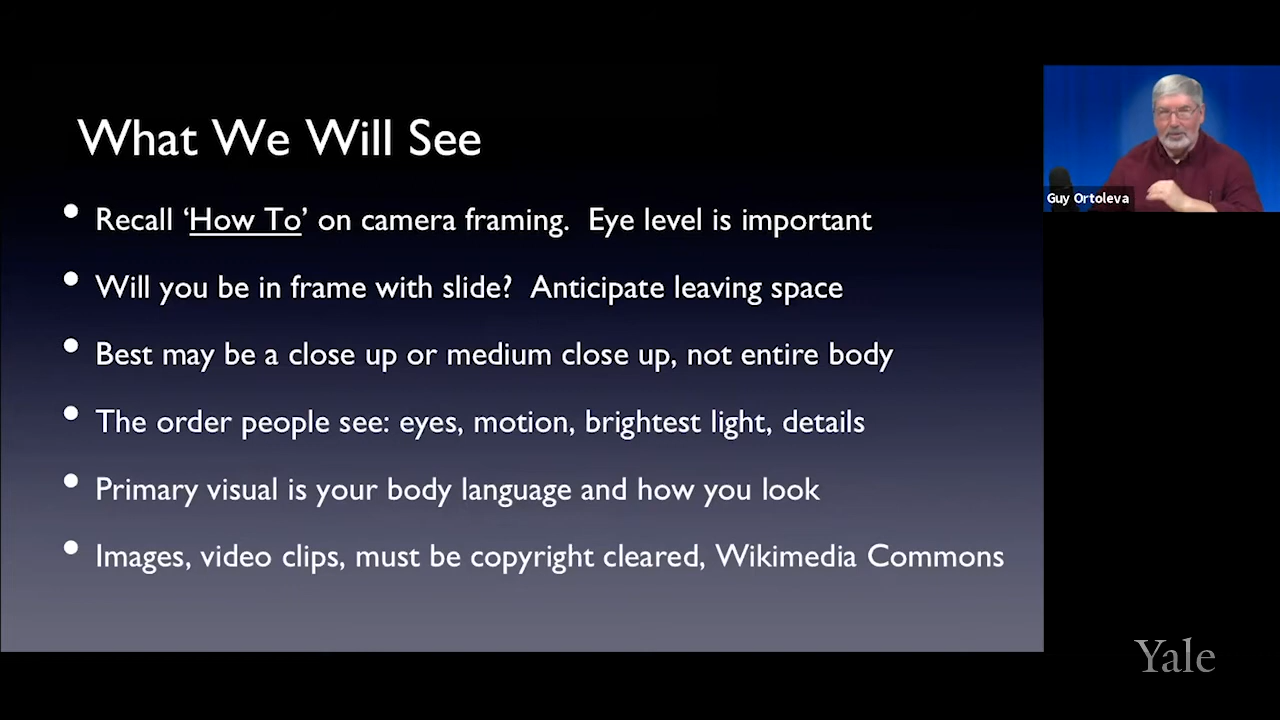 What We Will See
• Recall ‘How To’ on camera framing.  Eye level is important
• Will you be in frame with slide?  Anticipate leaving space
• Best may be a close up or medium close up, not entire body
• The order people see: eyes, motion, brightest light, details
• Primary visual is your body language and how you look
• Images, video clips, must be copyright cleared, Wikimedia Commons
Guy Ortoleva
Yale